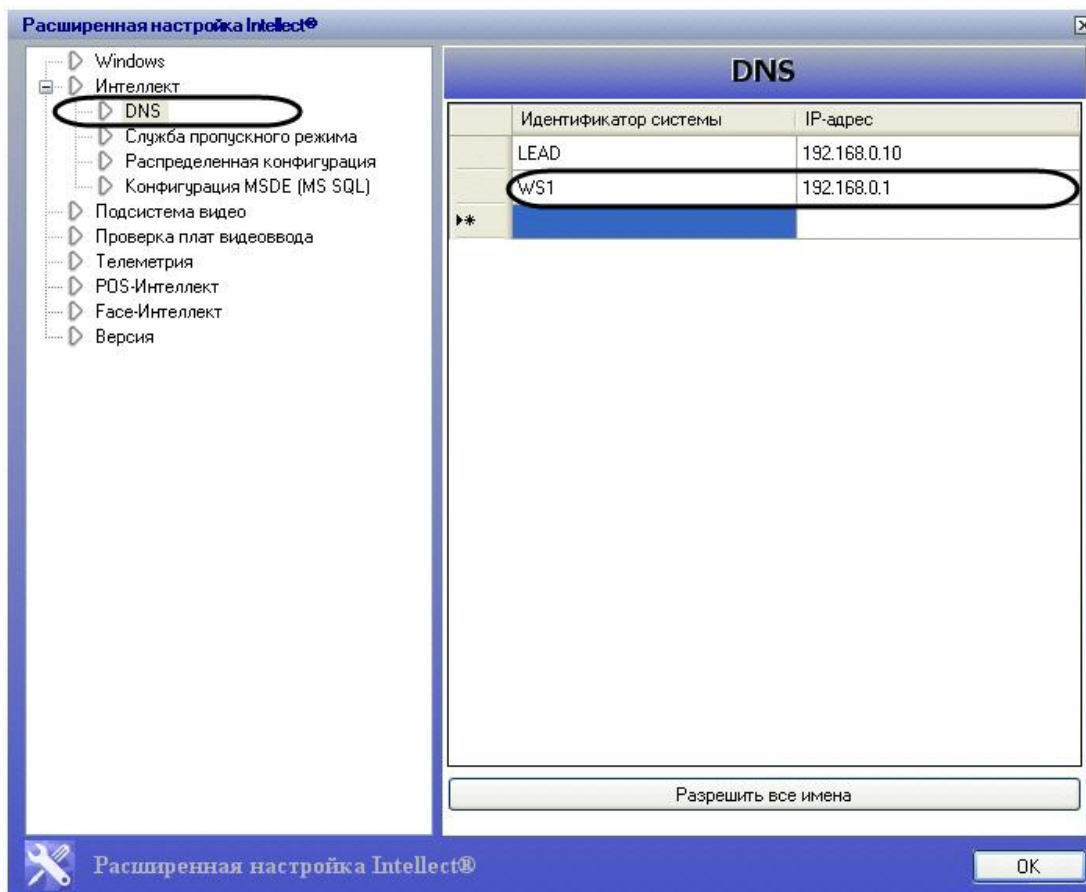 Расширенная настройка Intellect®
Windows
Интеллект
DNS
Служба пропускного режима
Распределенная конфигурация
Конфигурация MSDE (MS SQL)
Подсистема видео
Проверка плат видеоввода
Телеметрия
POS-Интеллект
Face-Интеллект
Версия
DNS
Идентификатор системы IP-адрес
LEAD 192.168.0.10
WS1 192.168.0.1
Разрешить все имена
Расширенная настройка Intellect®
OK